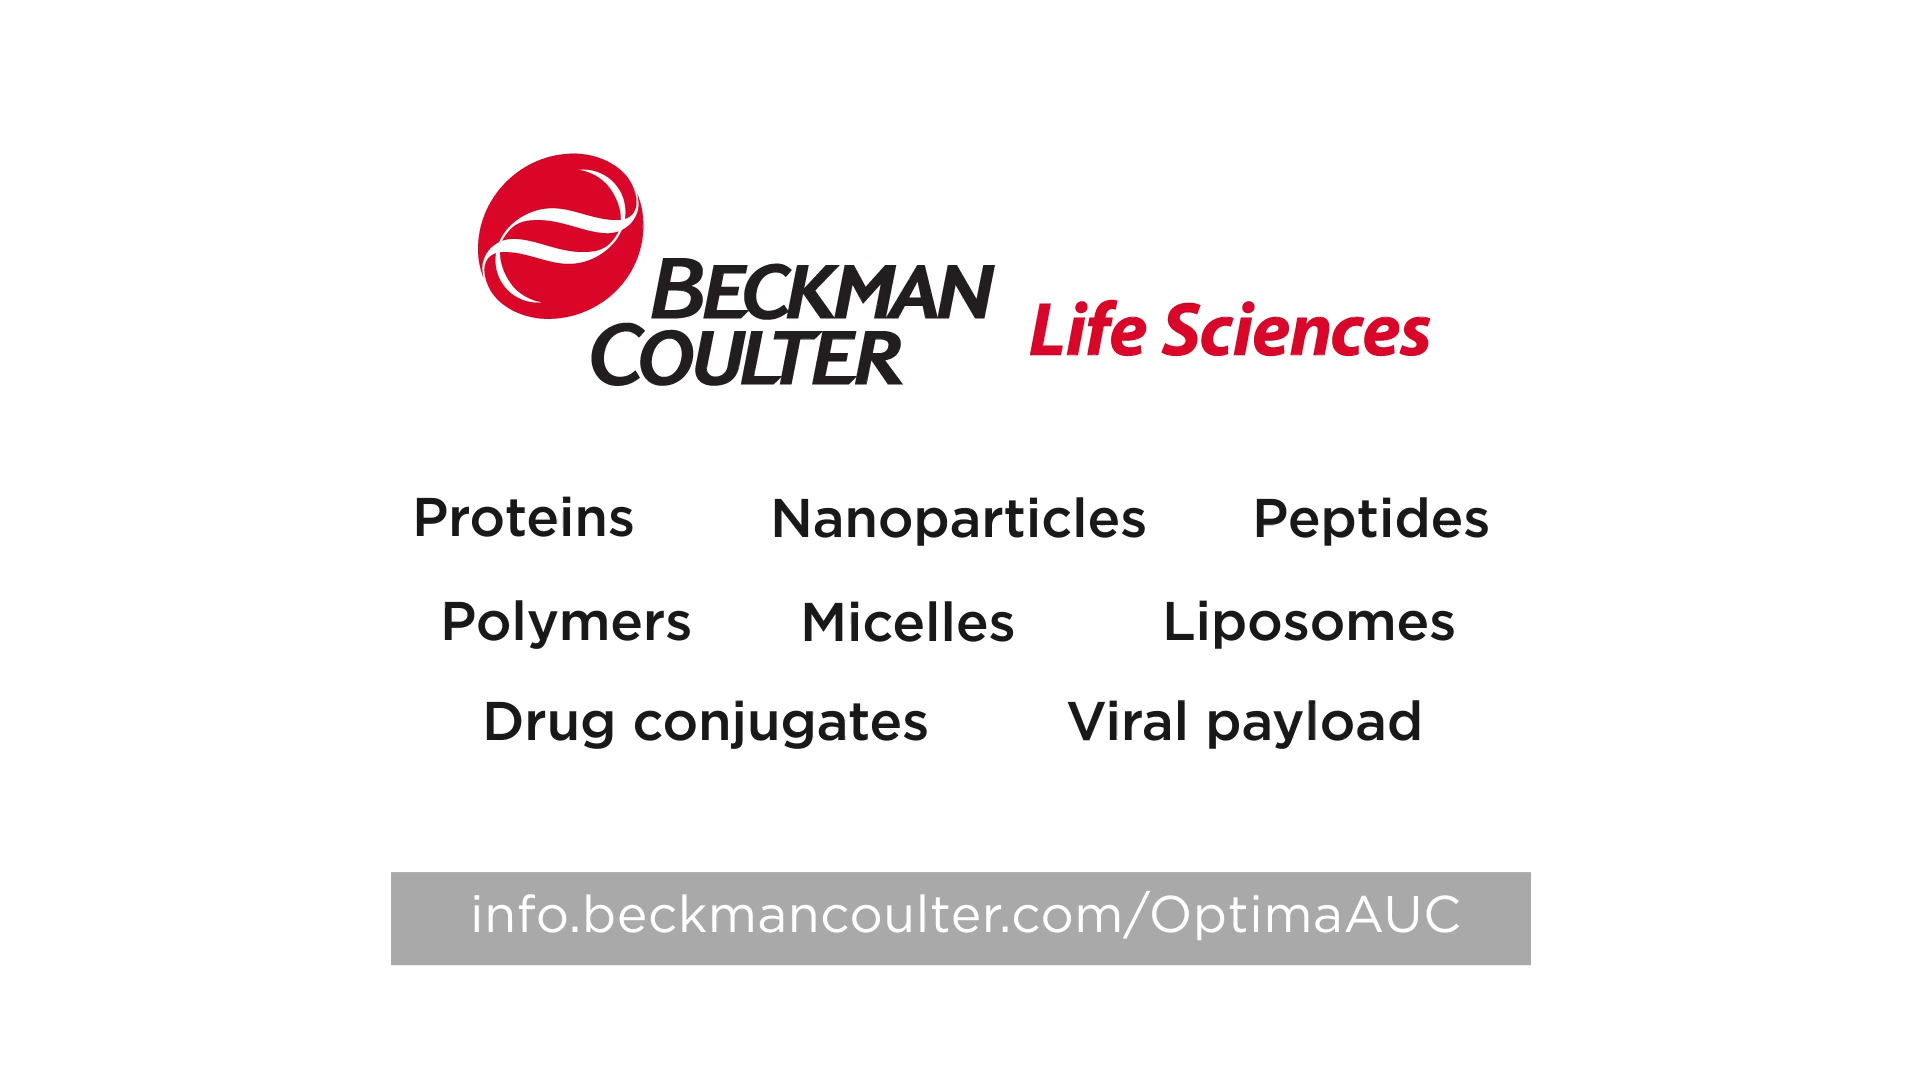 BECKMAN
COULTER Life Sciences
Proteins Nanoparticles Peptides
Polymers Micelles Liposomes
Drug conjugates Viral payload
info.beckmancoulter.com/OptimaAUC